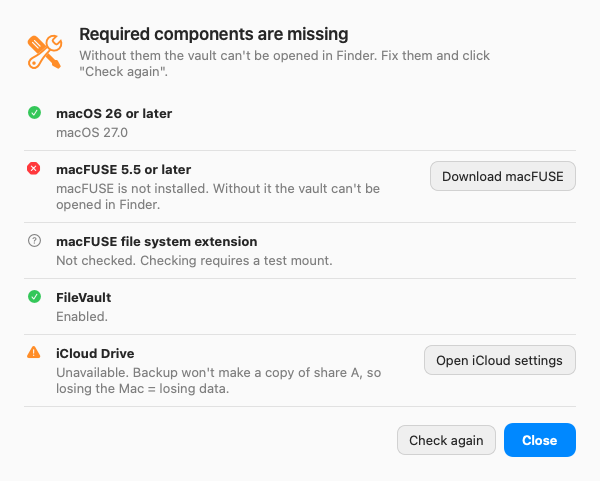 Required components are missing
Without them the vault can't be opened in Finder. Fix them and click
"Check again".
macOS 26 or later
macOS 27.0
macFUSE 5.5 or later
macFUSE is not installed. Without it the vault can't be
opened in Finder.
Download macFUSE
macFUSE file system extension
Not checked. Checking requires a test mount.
FileVault
Enabled.
iCloud Drive
Unavailable. Backup won't make a copy of share A, so
losing the Mac = losing data.
Open iCloud settings
Check again
Close